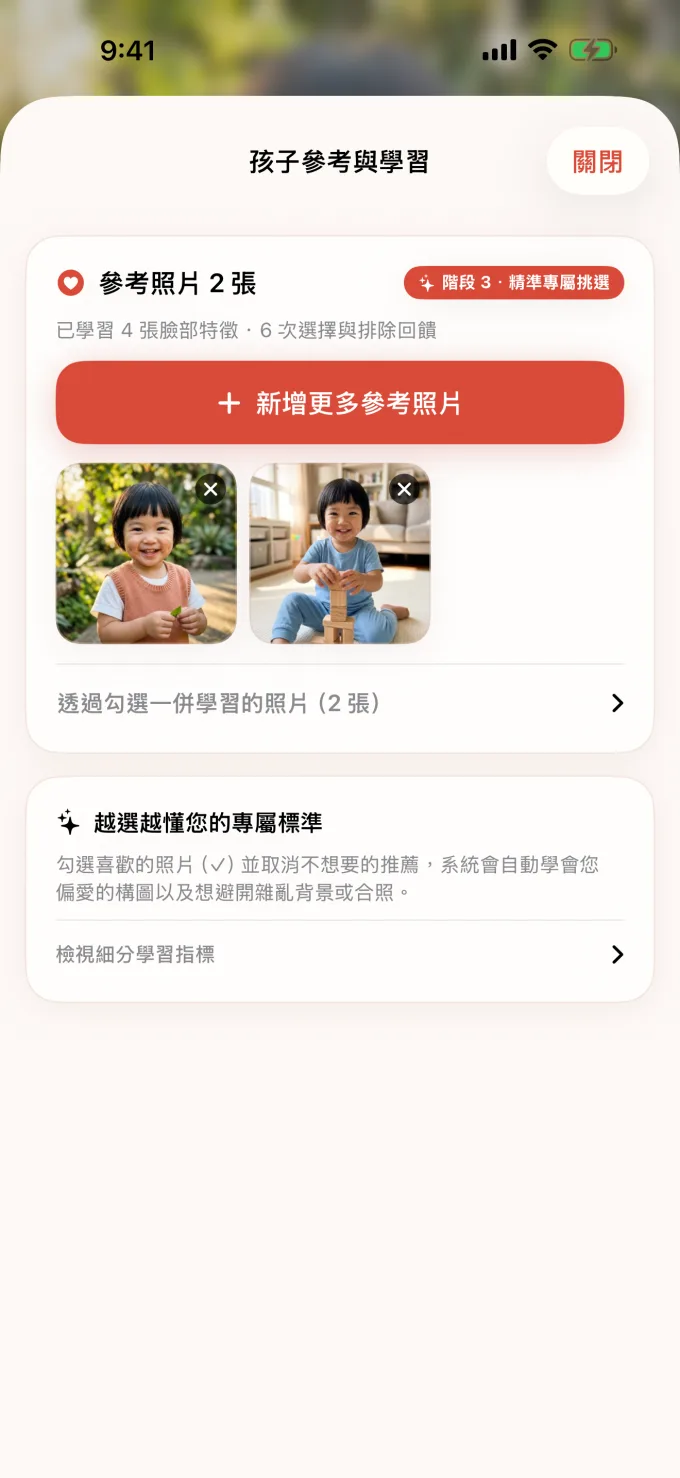 9:41
孩子參考與學習
關閉
參考照片 2 張
階段 3 · 精準專屬挑選
已學習 4 張臉部特徵 · 6 次選擇與排除回饋
+ 新增更多參考照片
透過勾選一併學習的照片 (2 張)
越選越懂您的專屬標準
勾選喜歡的照片 (✓) 並取消不想要的推薦，系統會自動學會您
偏愛的構圖以及想避開雜亂背景或合照。
檢視細分學習指標